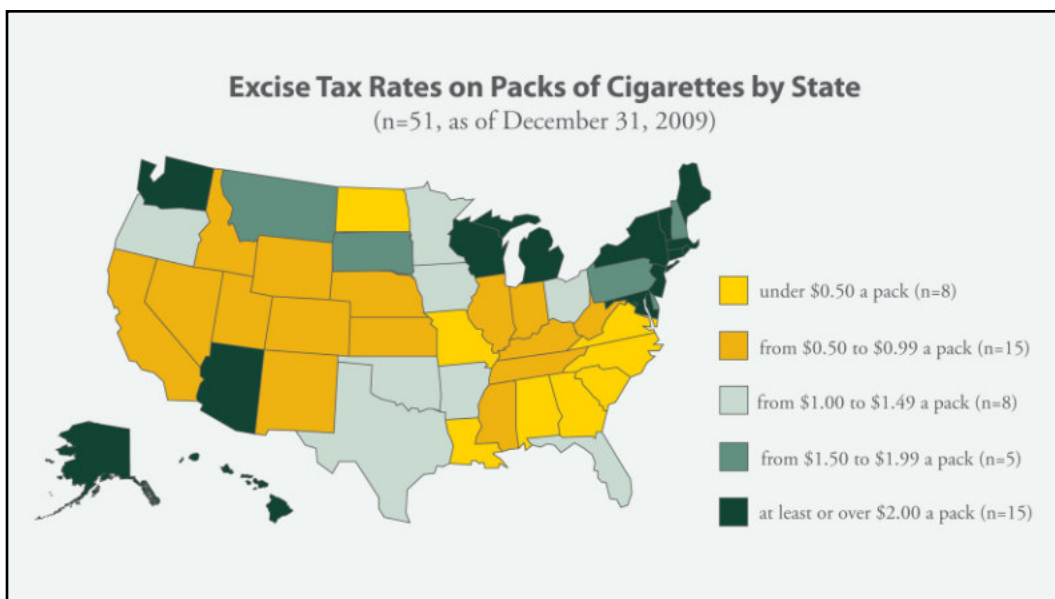 Excise Tax Rates on Packs of Cigarettes by State
(n=51, as of December 31, 2009)
under $0.50 a pack (n=8)
from $0.50 to $0.99 a pack (n=15)
from $1.00 to $1.49 a pack (n=8)
from $1.50 to $1.99 a pack (n=5)
at least or over $2.00 a pack (n=15)